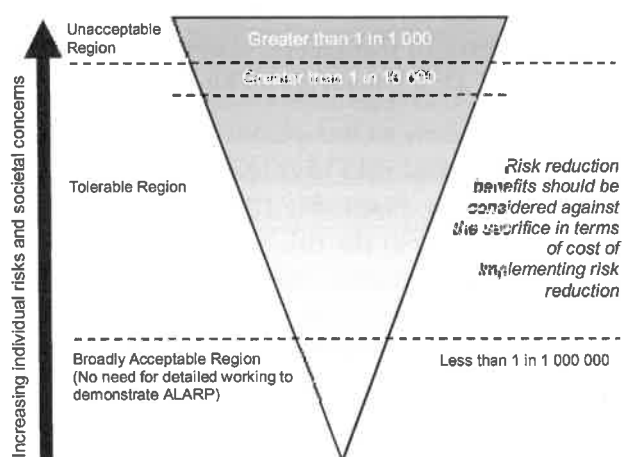 Increasing individual risks and societal concerns
Unacceptable
Region
Greater than 1 in 1 000
Greater than 1 in
Tolerable Region
Risk reduction
benefits should be
considered against
the sacrifice in terms
of cost of
implementing risk
reduction
Broadly Acceptable Region
(No need for detailed working to
demonstrate ALARP)
Less than 1 in 1 000 000